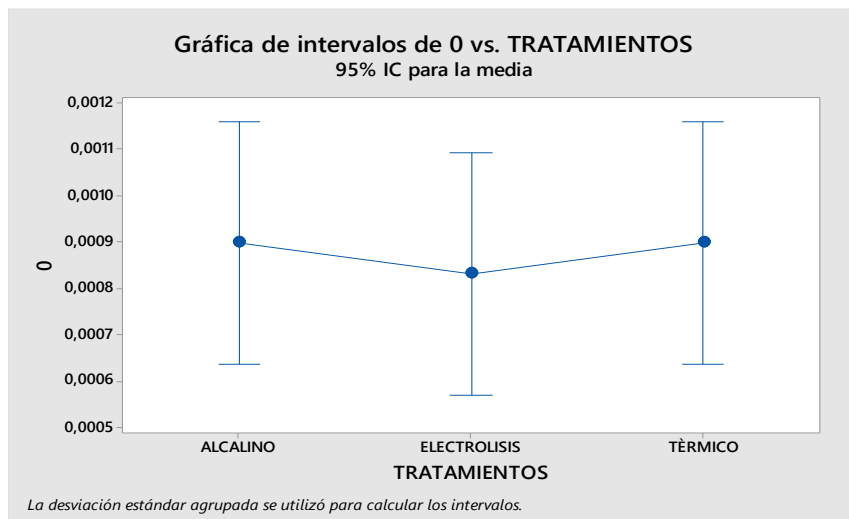 Gráfica de intervalos de 0 vs. TRATAMIENTOS
95% IC para la media
0,0012
0,0011
0,0010
0,0009
0,0008
0,0007
0,0006
0,0005
0
ALCALINO
ELECTROLISIS
TÈRMICO
TRATAMIENTOS
La desviación estándar agrupada se utilizó para calcular los intervalos.